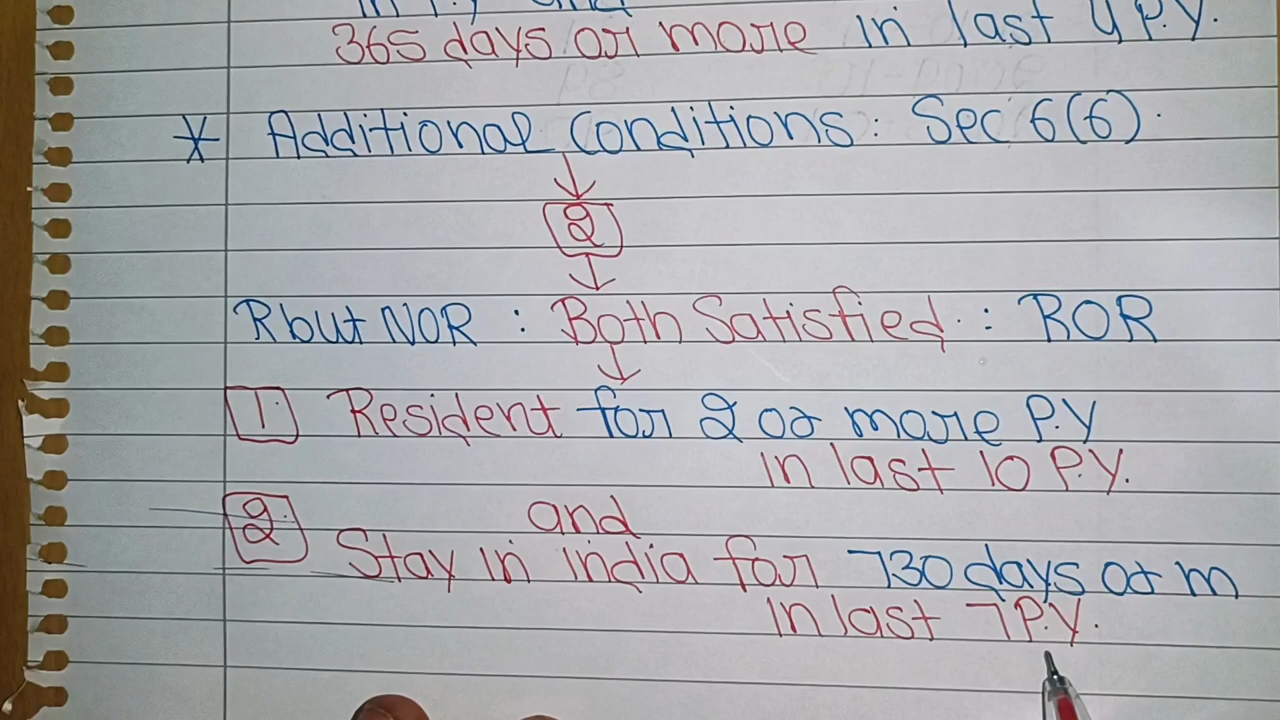 in P.Y and
365 days or more in last 4 P.Y.
* Additional Conditions: Sec 6(6).
2
R but NOR : Both Satisfied : ROR
1 Resident for 2 or more P.Y
in last 10 P.Y.
and
2 Stay in india for 730 days or m
in last 7 P.Y.